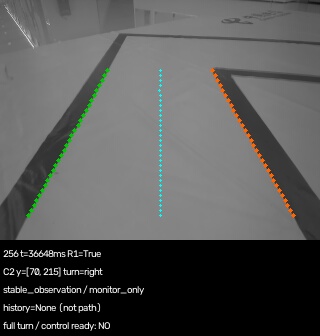 256 t=36648ms R1=True
C2 y=[70, 215] turn=right
stable_observation / monitor_only
history=None (not path)
full turn / control ready: NO